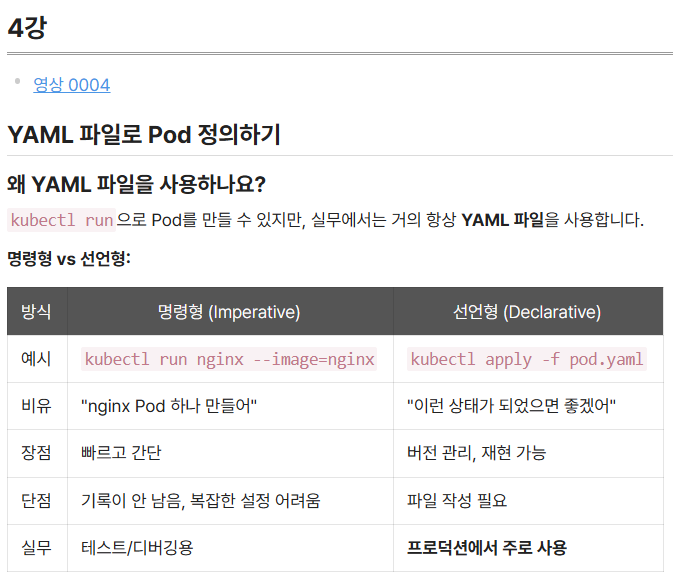 4강
영상 0004
YAML 파일로 Pod 정의하기
왜 YAML 파일을 사용하나요?
kubectl run으로 Pod를 만들 수 있지만, 실무에서는 거의 항상 YAML 파일을 사용합니다.
명령형 vs 선언형:
방식 명령형 (Imperative) 선언형 (Declarative)
예시 kubectl run nginx --image=nginx kubectl apply -f pod.yaml
비유 "nginx Pod 하나 만들어" "이런 상태가 되었으면 좋겠어"
장점 빠르고 간단 버전 관리, 재현 가능
단점 기록이 안 남음, 복잡한 설정 어려움 파일 작성 필요
실무 테스트/디버깅용 프로덕션에서 주로 사용